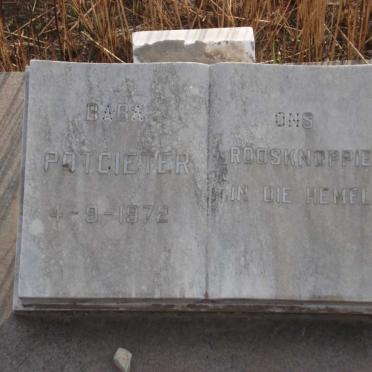 BABA
POTGIETER
4-9-1972
ONS
ROOSKNOPPIE
IN DIE HEMEL